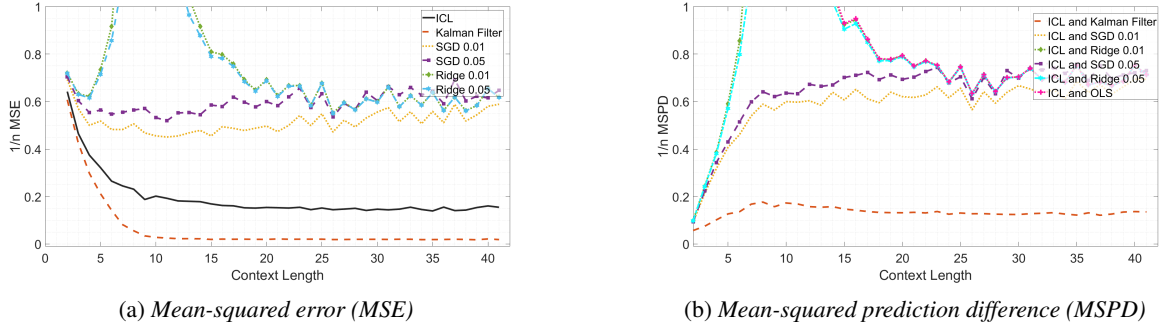 1/n MSE
1
0.8
0.6
0.4
0.2
0
0 5 10 15 20 25 30 35 40
Context Length
ICL
Kalman Filter
SGD 0.01
SGD 0.05
Ridge 0.01
Ridge 0.05
(a) Mean-squared error (MSE)
1/n MSPD
1
0.8
0.6
0.4
0.2
0
5 10 15 20 25 30 35 40
Context Length
ICL and Kalman Filter
ICL and SGD 0.01
ICL and Ridge 0.01
ICL and SGD 0.05
ICL and Ridge 0.05
ICL and OLS
(b) Mean-squared prediction difference (MSPD)